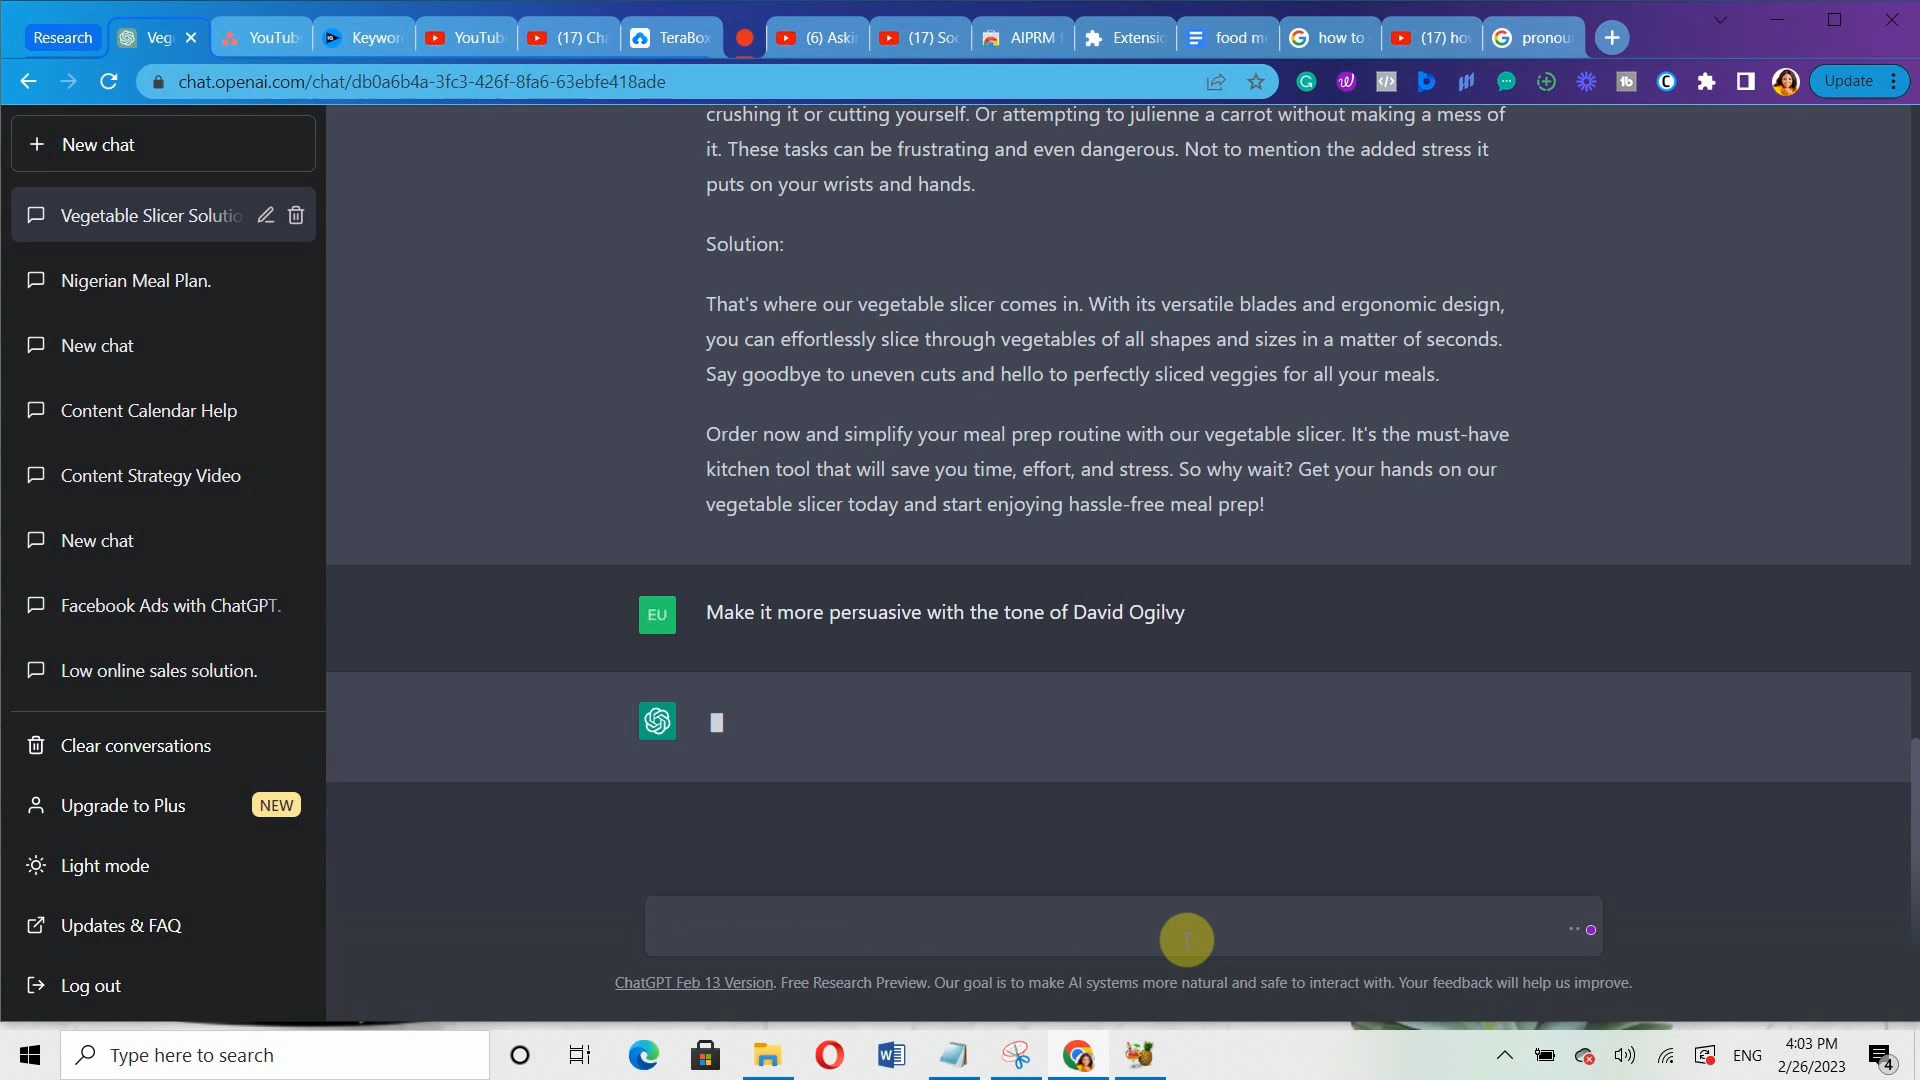 Research
Veg
YouTub
Keywor
YouTub
(17) Ch
TeraBox
(6) Aski
(17) Soc
AIPRM
Extensio
food m
how to
(17) ho
pronou
chat.openai.com/chat/db0a6b4a-3fc3-426f-8fa6-63ebfe418ade
Update
New chat
Vegetable Slicer Solutio
Nigerian Meal Plan.
New chat
Content Calendar Help
Content Strategy Video
New chat
Facebook Ads with ChatGPT.
Low online sales solution.
Clear conversations
Upgrade to Plus NEW
Light mode
Updates & FAQ
Log out
crushing it or cutting yourself. Or attempting to julienne a carrot without making a mess of
it. These tasks can be frustrating and even dangerous. Not to mention the added stress it
puts on your wrists and hands.
Solution:
That's where our vegetable slicer comes in. With its versatile blades and ergonomic design,
you can effortlessly slice through vegetables of all shapes and sizes in a matter of seconds.
Say goodbye to uneven cuts and hello to perfectly sliced veggies for all your meals.
Order now and simplify your meal prep routine with our vegetable slicer. It's the must-have
kitchen tool that will save you time, effort, and stress. So why wait? Get your hands on our
vegetable slicer today and start enjoying hassle-free meal prep!
EU
Make it more persuasive with the tone of David Ogilvy
ChatGPT Feb 13 Version. Free Research Preview. Our goal is to make AI systems more natural and safe to interact with. Your feedback will help us improve.
Type here to search
ENG
4:03 PM
2/26/2023
4